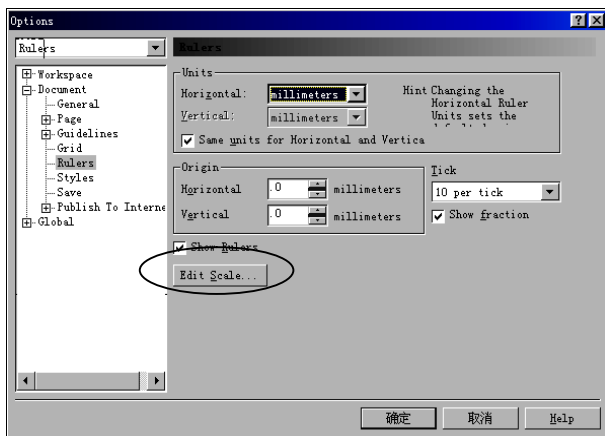 Options
Rulers
Rulers
Workspace
Document
General
Page
Guidelines
Grid
Rulers
Styles
Save
Publish To Interne
Global
Units
Horizontal: millimeters
Vertical: millimeters
Same units for Horizontal and Vertica
Hint Changing the
Horizontal Ruler
Units sets the
Origin
Horizontal .0 millimeters
Vertical .0 millimeters
Tick
10 per tick
Show fraction
Show Rulers
Edit Scale...
确定 取消 Help